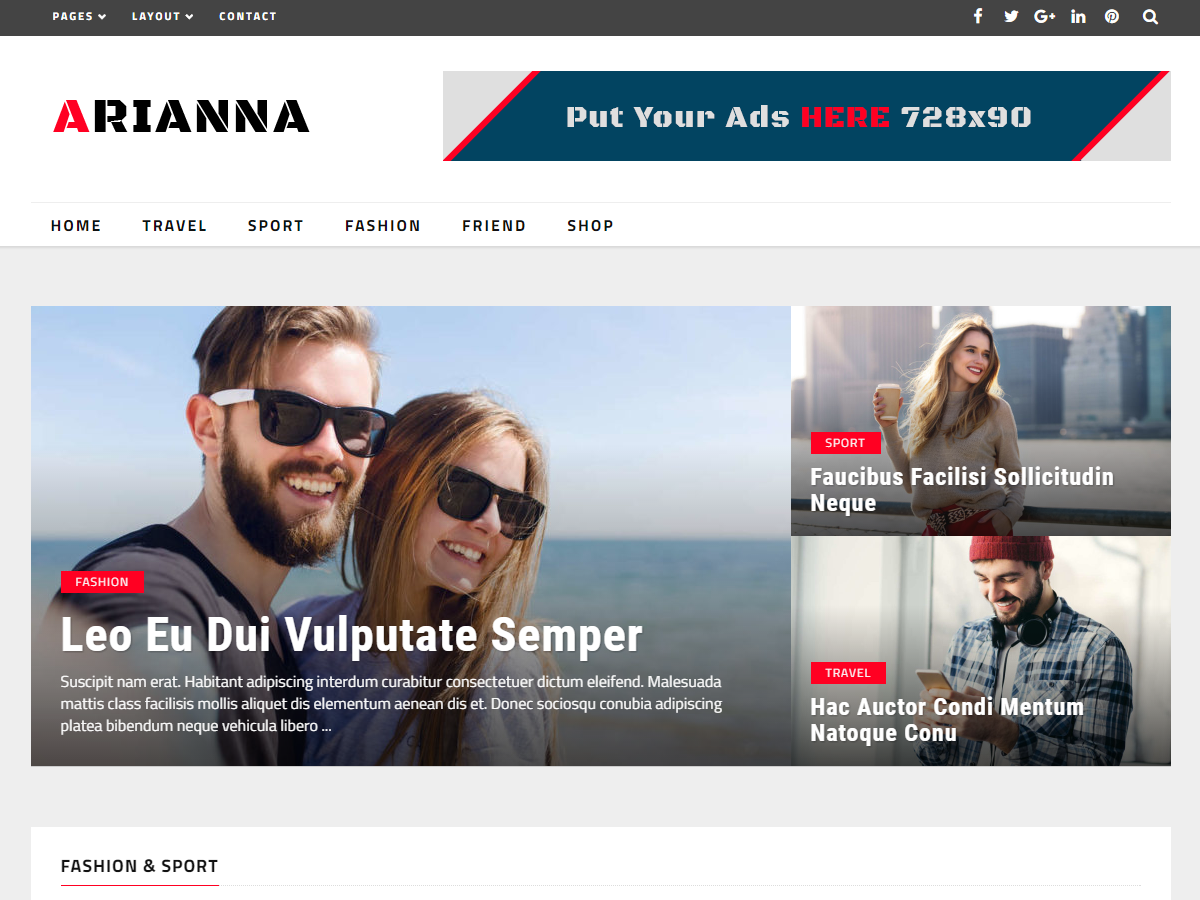 PAGES LAYOUT CONTACT
ARIANNA
Put Your Ads HERE 728x90
HOME TRAVEL SPORT FASHION FRIEND SHOP
FASHION
Leo Eu Dui Vulputate Semper
Suscipit nam erat. Habitant adipiscing interdum curabitur consectetuer dictum eleifend. Malesuada
mattis class facilisis mollis aliquet dis elementum aenean dis et. Donec sociosqu conubia adipiscing
platea bibendum neque vehicula libero ...
SPORT
Faucibus Facilisi Sollicitudin
Neque
TRAVEL
Hac Auctor Condi Mentum
Natoque Conu
FASHION & SPORT